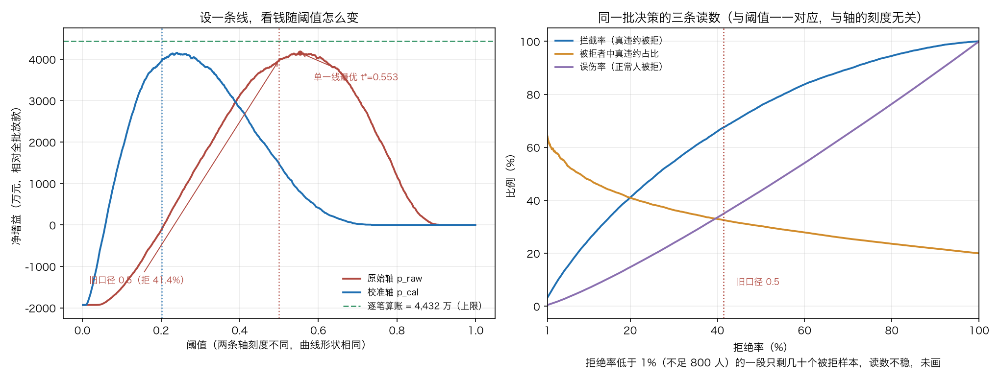 设一条线，看钱随阈值怎么变
净增益（万元，相对全批放款）
4000
3000
2000
1000
0
-1000
-2000
单一线最优 t*=0.553
旧口径 0.5（拒 41.4%）
原始轴 p_raw
校准轴 p_cal
逐笔算账 = 4,432 万（上限）
0.0 0.2 0.4 0.6 0.8 1.0
阈值（两条轴刻度不同，曲线形状相同）
同一批决策的三条读数（与阈值一一对应，与轴的刻度无关）
比例（%）
100
80
60
40
20
0
拦截率（真违约被拒）
被拒者中真违约占比
误伤率（正常人被拒）
旧口径 0.5
1 20 40 60 80 100
拒绝率（%）
拒绝率低于 1%（不足 800 人）的一段只剩几十个被拒样本，读数不稳，未画